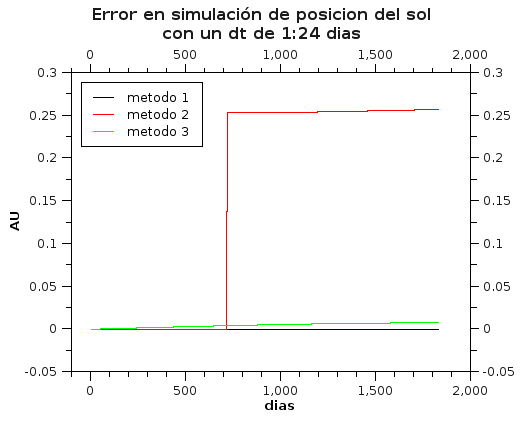 Error en simulación de posicion del sol
con un dt de 1:24 dias
0 500 1,000 1,500 2,000
0.3 0.3
metodo 1
metodo 2
metodo 3
0.25 0.25
0.2 0.2
0.15 0.15
AU
0.1 0.1
0.05 0.05
0 0
-0.05 -0.05
0 500 1,000 1,500 2,000
dias